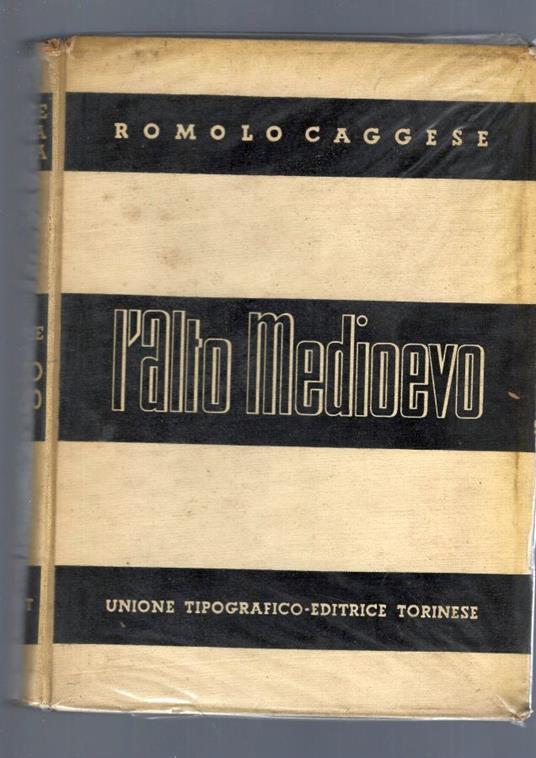 ROMOLO CAGGESE
l'alto Medioevo
UNIONE TIPOGRAFICO-EDITRICE TORINESE